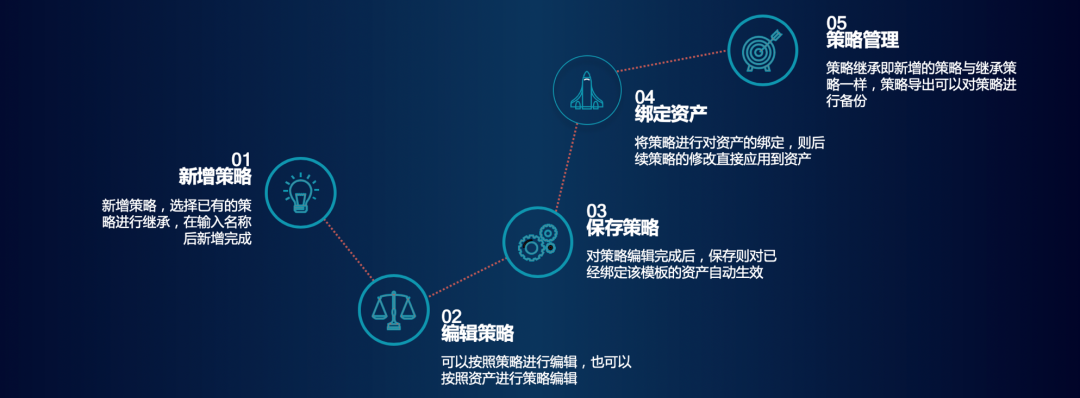 01
新增策略
新增策略，选择已有的策
略进行继承，在输入名称
后新增完成
02
编辑策略
可以按照策略进行编辑，也可以
按照资产进行策略编辑
03
保存策略
对策略编辑完成后，保存则对已
经绑定该模板的资产自动生效
04
绑定资产
将策略进行对资产的绑定，则后
续策略的修改直接应用到资产
05
策略管理
策略继承即新增的策略与继承策
略一样，策略导出可以对策略进
行备份